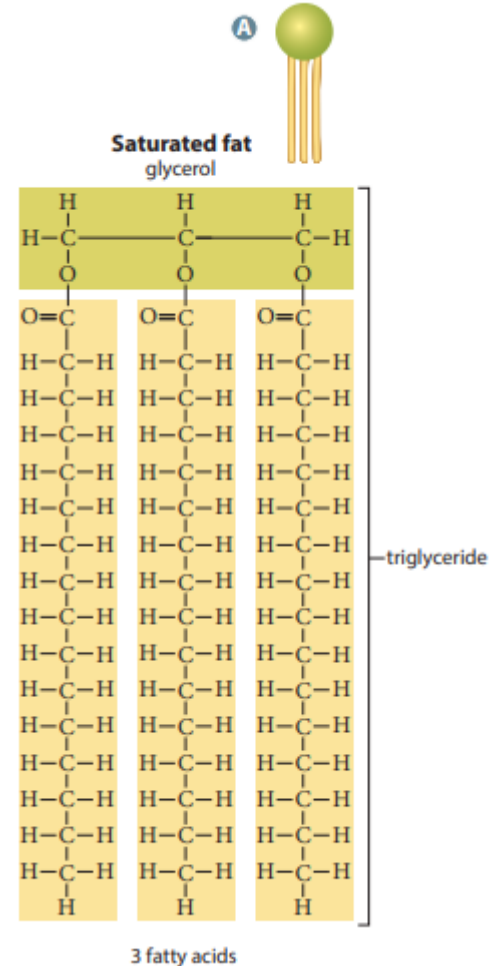 A
Saturated fat
glycerol
H H H
H–C–C–C–H
O O O
O=C O=C O=C
H–C–H H–C–H H–C–H
H–C–H H–C–H H–C–H
H–C–H H–C–H H–C–H
H–C–H H–C–H H–C–H
H–C–H H–C–H H–C–H
H–C–H H–C–H H–C–H
triglyceride
H–C–H H–C–H H–C–H
H–C–H H–C–H H–C–H
H–C–H H–C–H H–C–H
H–C–H H–C–H H–C–H
H–C–H H–C–H H–C–H
H–C–H H–C–H H–C–H
H–C–H H–C–H H–C–H
H–C–H H–C–H H–C–H
H–C–H H–C–H H–C–H
H H H
3 fatty acids